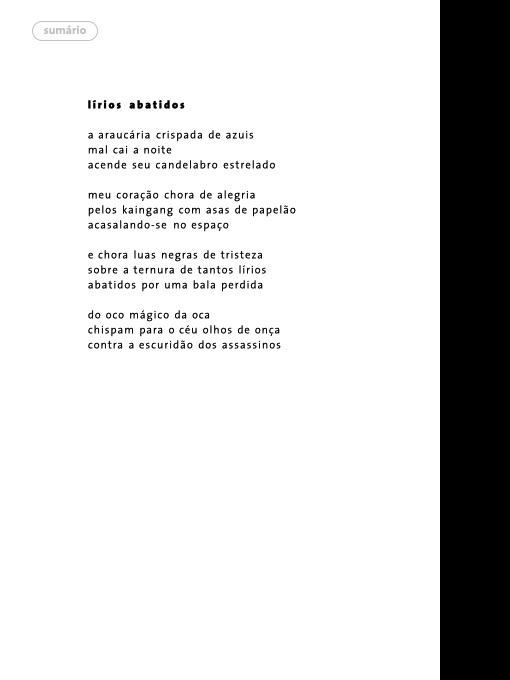 sumário
lírios abatidos
a araucária crispada de azuis
mal cai a noite
acende seu candelabro estrelado
meu coração chora de alegria
pelos kaingang com asas de papelão
acasalando-se no espaço
e chora luas negras de tristeza
sobre a ternura de tantos lírios
abatidos por uma bala perdida
do oco mágico da oca
chispam para o céu olhos de onça
contra a escuridão dos assassinos